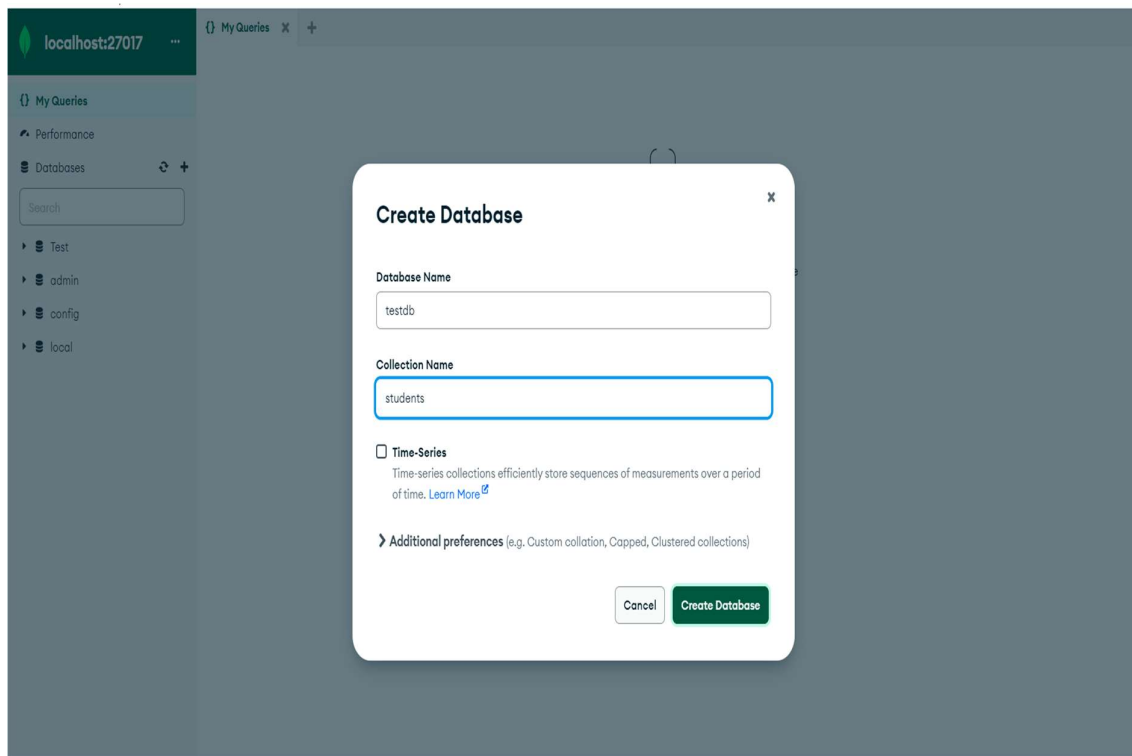 localhost:27017 ...
{} My Queries X +
{} My Queries
Performance
Databases
Search
Test
admin
config
local
Create Database
Database Name
testdb
Collection Name
students
Time-Series
Time-series collections efficiently store sequences of measurements over a period
of time. Learn More
Additional preferences (e.g. Custom collation, Capped, Clustered collections)
Cancel
Create Database